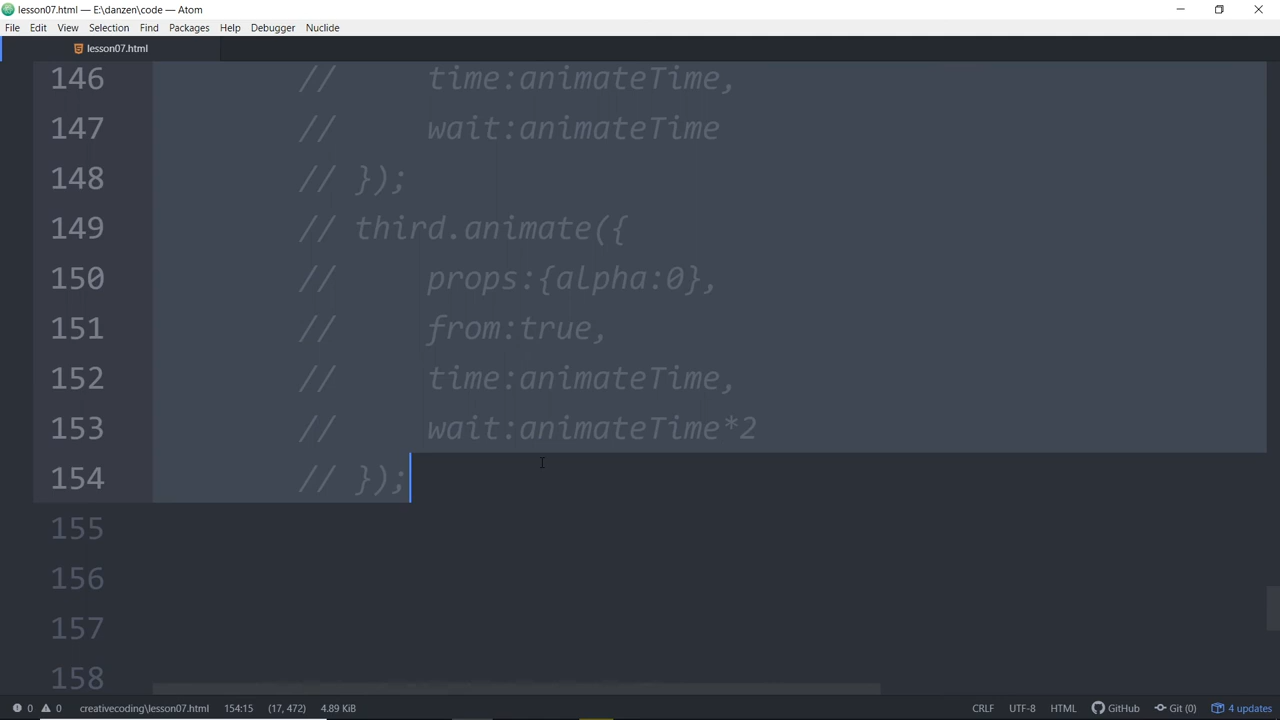 lesson07.html — E:\danzen\code — Atom
File Edit View Selection Find Packages Help Debugger Nuclide
lesson07.html
146 // time:animateTime,
147 // wait:animateTime
148 // });
149 // third.animate({
150 // props:{alpha:0},
151 // from:true,
152 // time:animateTime,
153 // wait:animateTime*2
154 // });
155
156
157
158
0 0 creativecoding\lesson07.html 154:15 (17, 472) 4.89 KiB CRLF UTF-8 HTML GitHub Git (0) 4 updates